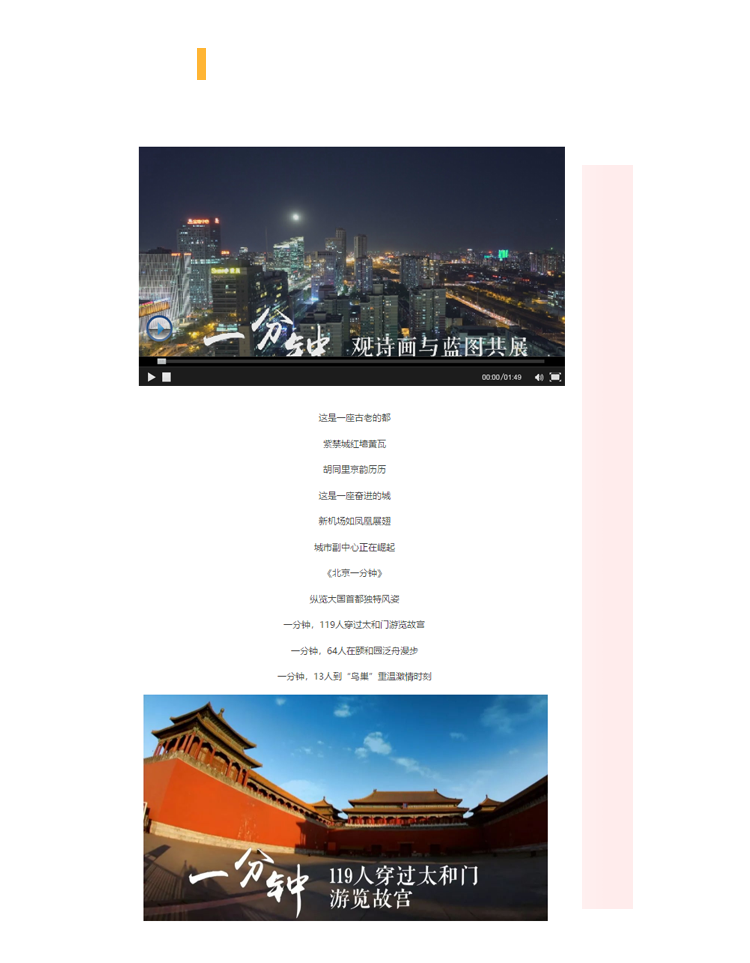 一分钟 观诗画与蓝图共展
00:00/01:49
这是一座古老的都
紫禁城红墙黄瓦
胡同里京韵历历
这是一座奋进的城
新机场如凤凰展翅
城市副中心正在崛起
《北京一分钟》
纵览大国首都独特风姿
一分钟，119人穿过太和门游览故宫
一分钟，64人在颐和园泛舟漫步
一分钟，13人到“鸟巢”重温激情时刻
一分钟 119人穿过太和门
游览故宫